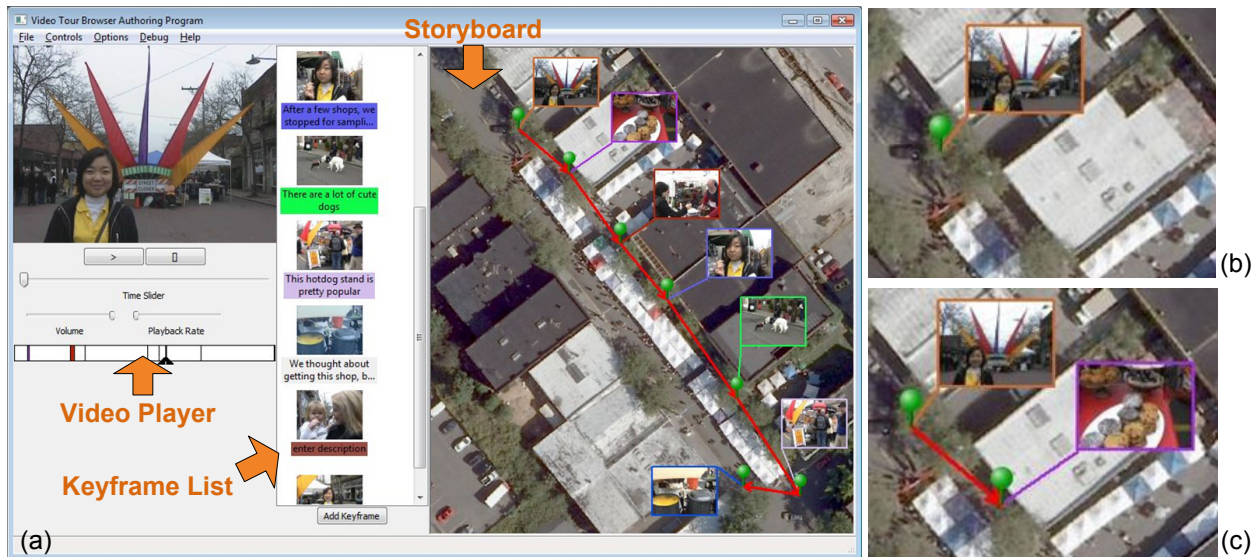 Video Tour Browser Authoring Program
File Controls Options Debug Help
Storyboard
After a few shops, we
stopped for sampli...
There are a lot of cute
dogs
This hotdog stand is
pretty popular
We thought about
getting this shop, b...
enter description
Add Keyframe
>
Time Slider
Volume Playback Rate
Video Player
Keyframe List
(a)
(b)
(c)